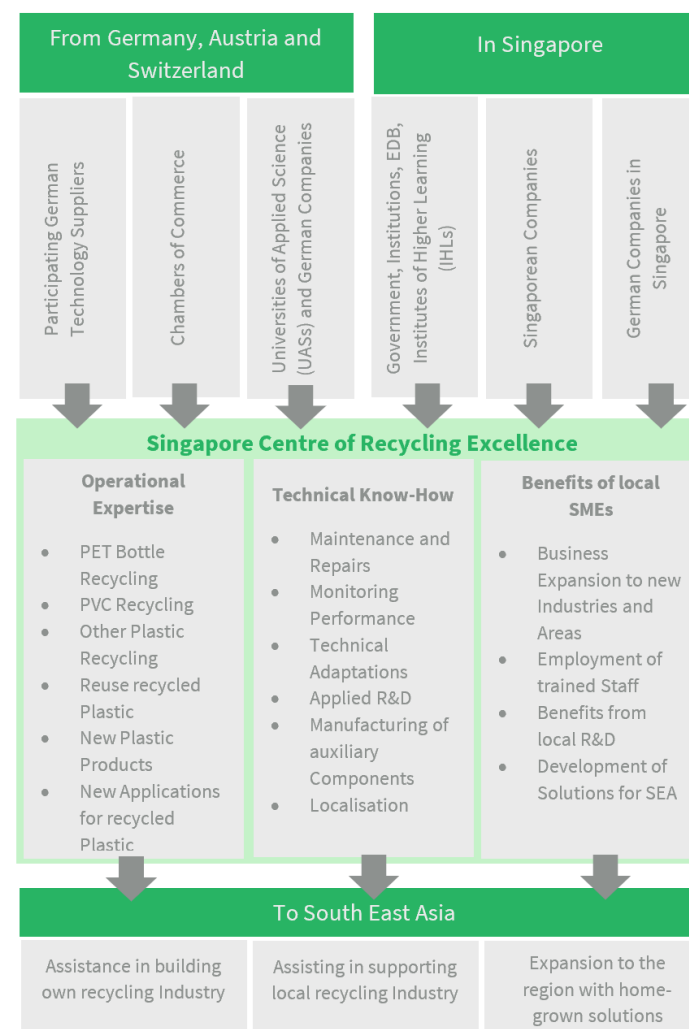 From Germany, Austria and
Switzerland
In Singapore
Participating German
Technology Suppliers
Chambers of Commerce
Universities of Applied Science
(UASs) and German Companies
Government, Institutions, EDB,
Institutes of Higher Learning
(IHLs)
Singaporean Companies
German Companies in
Singapore
Singapore Centre of Recycling Excellence
Operational
Expertise
• PET Bottle
Recycling
• PVC Recycling
• Other Plastic
Recycling
• Reuse recycled
Plastic
• New Plastic
Products
• New Applications
for recycled
Plastic
Technical Know-How
• Maintenance and
Repairs
• Monitoring
Performance
• Technical
Adaptations
• Applied R&D
• Manufacturing of
auxiliary
Components
• Localisation
Benefits of local
SMEs
• Business
Expansion to new
Industries and
Areas
• Employment of
trained Staff
• Benefits from
local R&D
• Development of
Solutions for SEA
To South East Asia
Assistance in building
own recycling Industry
Assisting in supporting
local recycling Industry
Expansion to the
region with home-
grown solutions